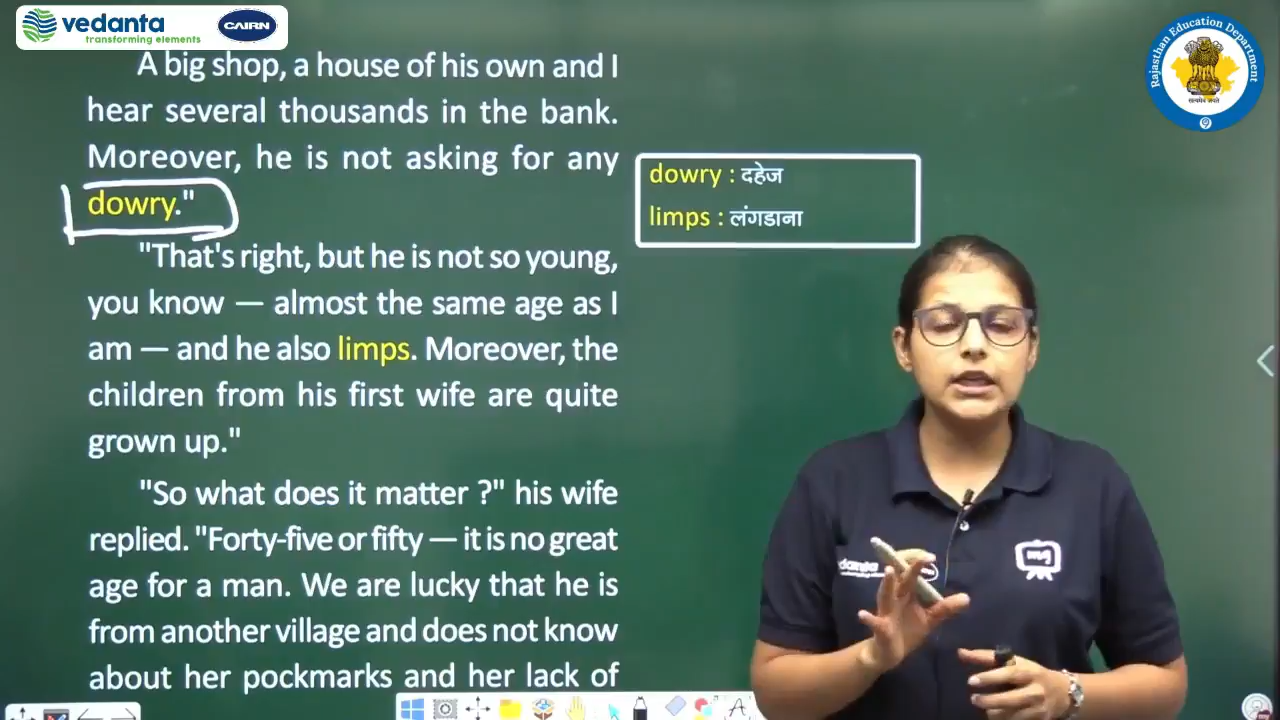 vedanta
transforming elements
CAIRN
Rajasthan Education Department
सत्यमेव जयते
A big shop, a house of his own and I
hear several thousands in the bank.
Moreover, he is not asking for any
dowry."
"That's right, but he is not so young,
you know — almost the same age as I
am — and he also limps. Moreover, the
children from his first wife are quite
grown up."
"So what does it matter ?" his wife
replied. "Forty-five or fifty — it is no great
age for a man. We are lucky that he is
from another village and does not know
about her pockmarks and her lack of
dowry : दहेज
limps : लंगडाना
vedanta